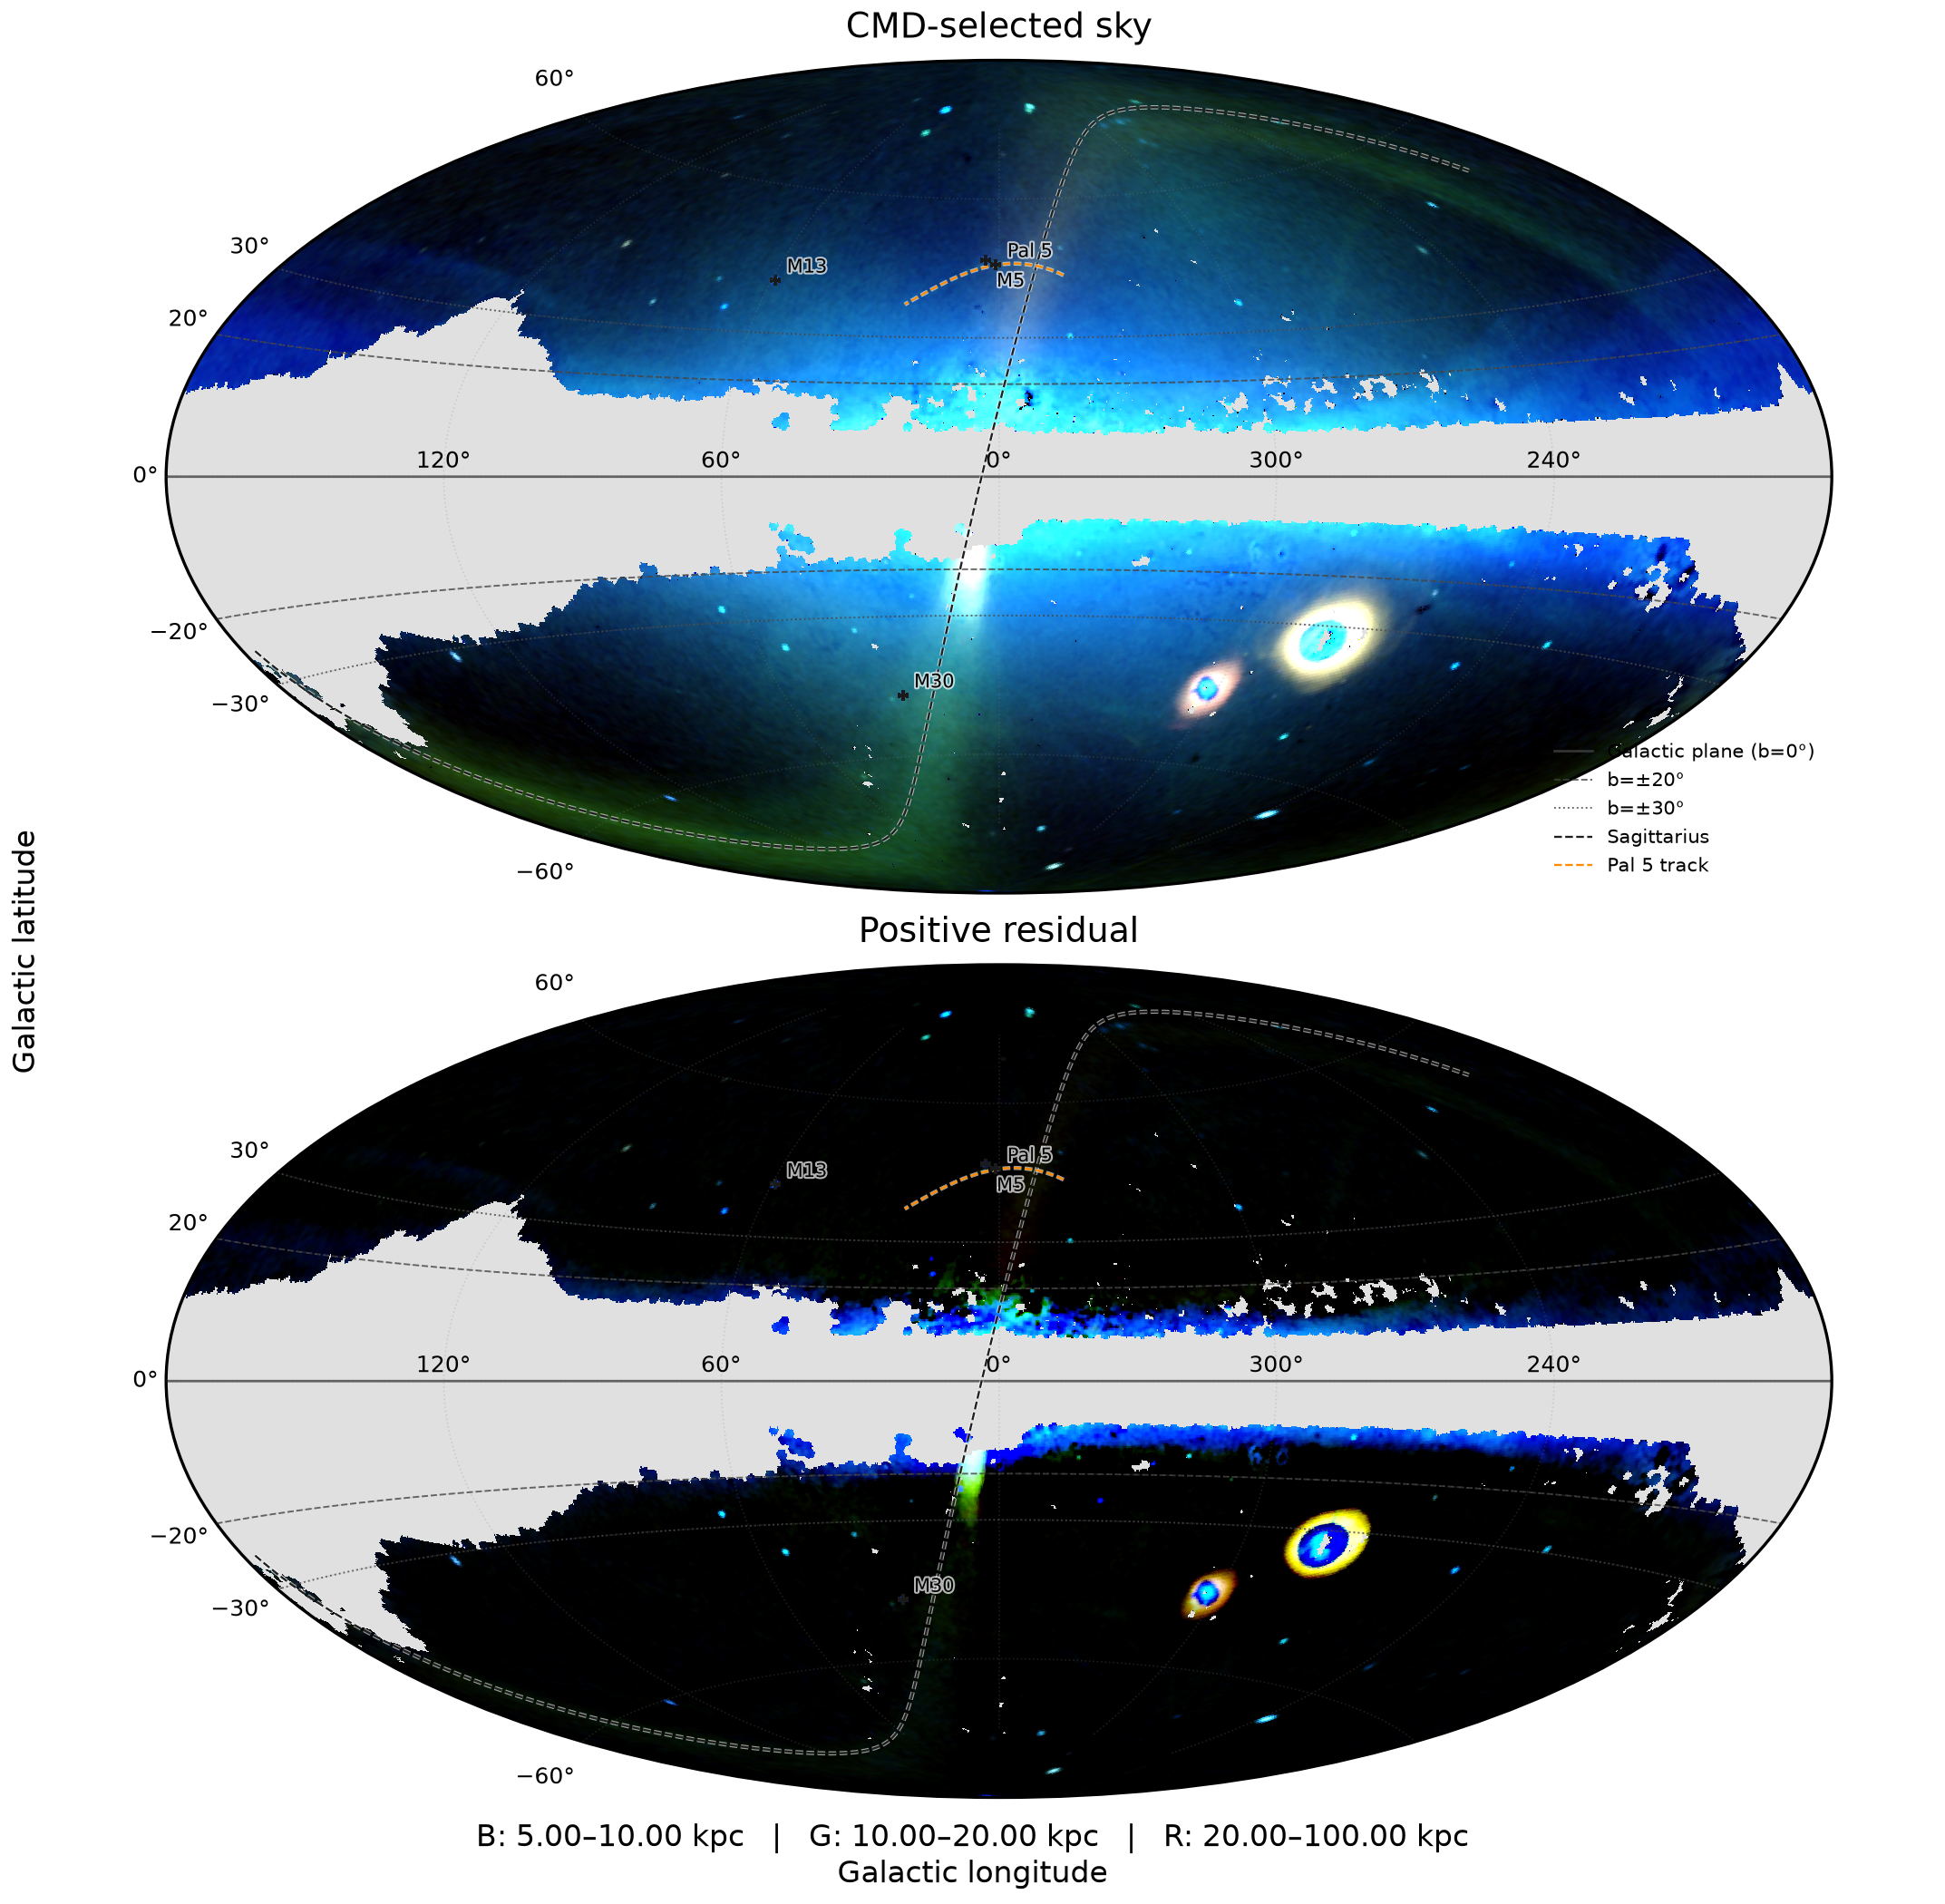 CMD-selected sky
60°
30°
20°
0°
−20°
−30°
−60°
120°
60°
0°
300°
240°
M13
Pal 5
M5
M30
Galactic plane (b=0°)
b=±20°
b=±30°
Sagittarius
Pal 5 track
Galactic latitude
Positive residual
60°
30°
20°
0°
−20°
−30°
−60°
120°
60°
0°
300°
240°
M13
Pal 5
M5
M30
B: 5.00–10.00 kpc | G: 10.00–20.00 kpc | R: 20.00–100.00 kpc
Galactic longitude